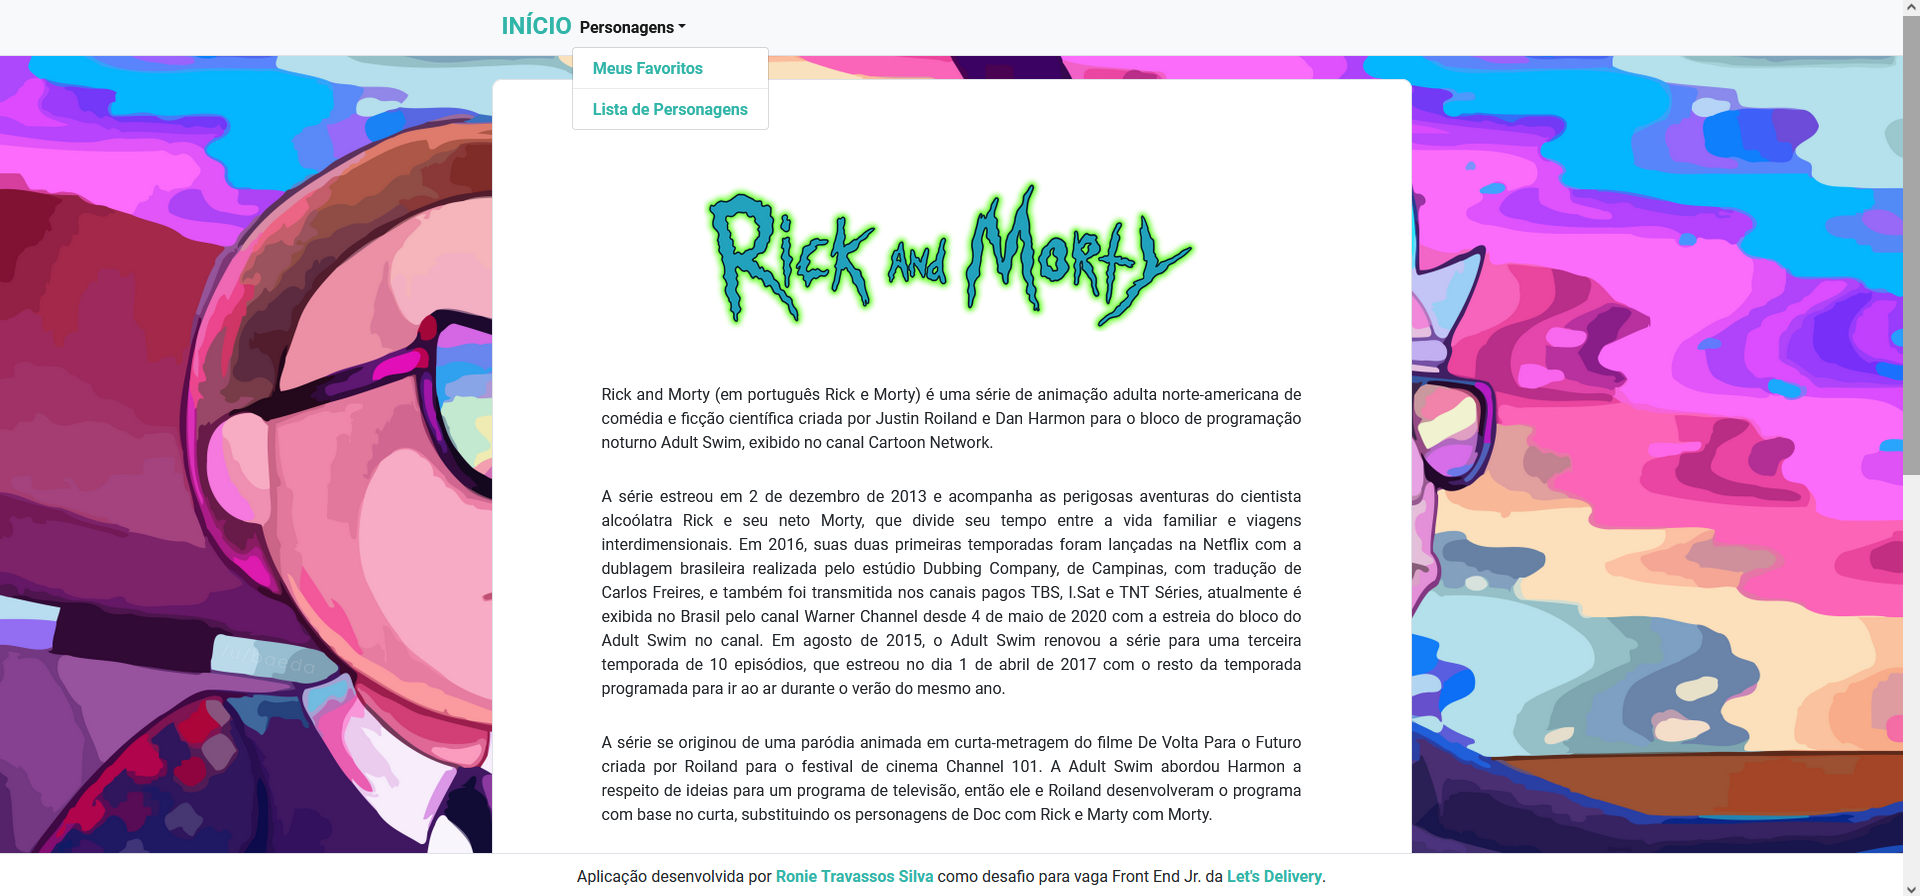 INÍCIO Personagens
Meus Favoritos
Lista de Personagens
Rick and Morty
Rick and Morty (em português Rick e Morty) é uma série de animação adulta norte-americana de
comédia e ficção científica criada por Justin Roiland e Dan Harmon para o bloco de programação
noturno Adult Swim, exibido no canal Cartoon Network.
A série estreou em 2 de dezembro de 2013 e acompanha as perigosas aventuras do cientista
alcoólatra Rick e seu neto Morty, que divide seu tempo entre a vida familiar e viagens
interdimensionais. Em 2016, suas duas primeiras temporadas foram lançadas na Netflix com a
dublagem brasileira realizada pelo estúdio Dubbing Company, de Campinas, com tradução de
Carlos Freires, e também foi transmitida nos canais pagos TBS, I.Sat e TNT Séries, atualmente é
exibida no Brasil pelo canal Warner Channel desde 4 de maio de 2020 com a estreia do bloco do
Adult Swim no canal. Em agosto de 2015, o Adult Swim renovou a série para uma terceira
temporada de 10 episódios, que estreou no dia 1 de abril de 2017 com o resto da temporada
programada para ir ao ar durante o verão do mesmo ano.
A série se originou de uma paródia animada em curta-metragem do filme De Volta Para o Futuro
criada por Roiland para o festival de cinema Channel 101. A Adult Swim abordou Harmon a
respeito de ideias para um programa de televisão, então ele e Roiland desenvolveram o programa
com base no curta, substituindo os personagens de Doc com Rick e Marty com Morty.
Aplicação desenvolvida por Ronie Travassos Silva como desafio para vaga Front End Jr. da Let's Delivery.